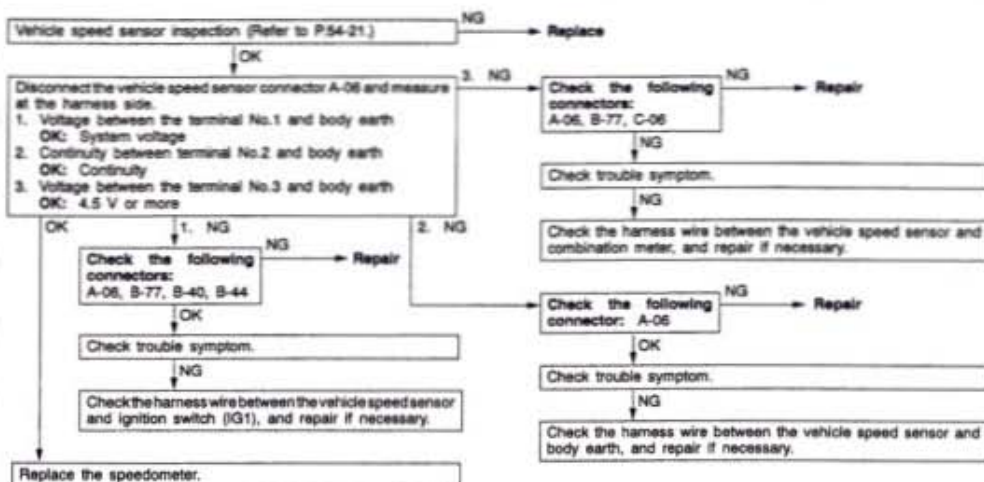 NG
Vehicle speed sensor inspection (Refer to P.54-21.)
Replace
OK
Disconnect the vehicle speed sensor connector A-06 and measure
at the harness side.
1. Voltage between the terminal No.1 and body earth
OK: System voltage
2. Continuity between terminal No.2 and body earth
OK: Continuity
3. Voltage between the terminal No.3 and body earth
OK: 4.5 V or more
3. NG
Check the following
connectors:
A-06, B-77, C-06
NG
Repair
NG
Check trouble symptom.
NG
Check the harness wire between the vehicle speed sensor and
combination meter, and repair if necessary.
OK
1. NG
2. NG
Check the following
connectors:
A-06, B-77, B-40, B-44
NG
Repair
OK
Check trouble symptom.
NG
Check the harness wire between the vehicle speed sensor
and ignition switch (IG1), and repair if necessary.
Check the following
connector: A-06
NG
Repair
OK
Check trouble symptom.
NG
Check the harness wire between the vehicle speed sensor and
body earth, and repair if necessary.
Replace the speedometer.